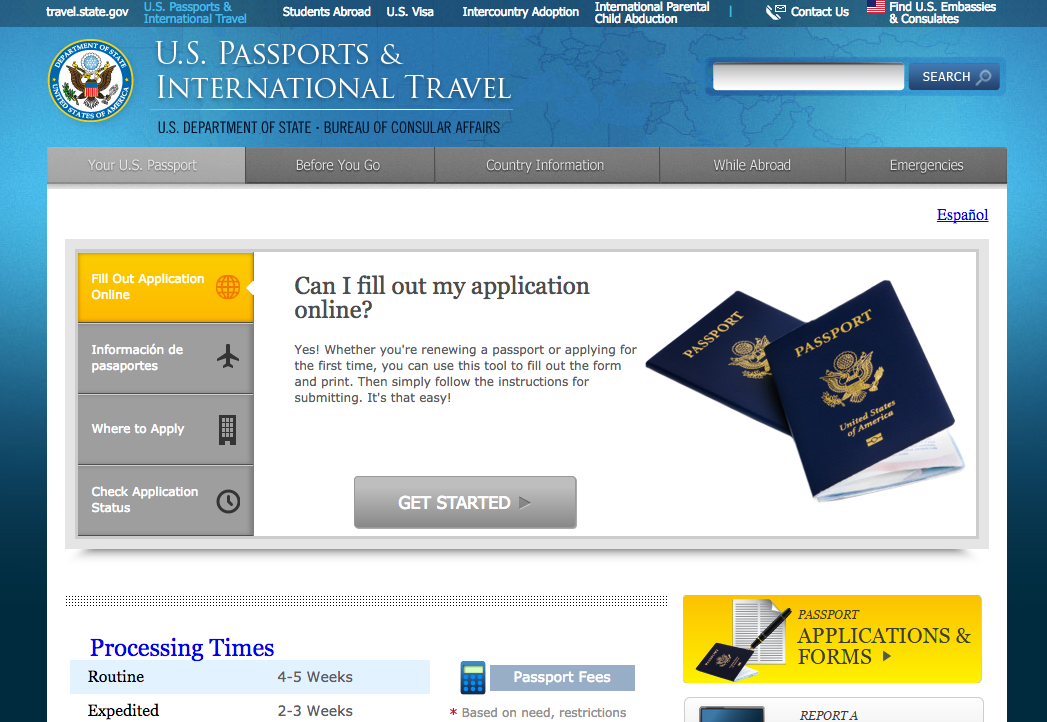 travel.state.gov
U.S. Passports &
International Travel
Students Abroad
U.S. Visa
Intercountry Adoption
International Parental
Child Abduction
|
Contact Us
Find U.S. Embassies
& Consulates
DEPARTMENT OF STATE
UNITED STATES OF AMERICA
U.S. PASSPORTS &
INTERNATIONAL TRAVEL
U.S. DEPARTMENT OF STATE · BUREAU OF CONSULAR AFFAIRS
SEARCH
Your U.S. Passport
Before You Go
Country Information
While Abroad
Emergencies
Español
Fill Out Application
Online
Información de
pasaportes
Where to Apply
Check Application
Status
Can I fill out my application
online?
Yes! Whether you're renewing a passport or applying for
the first time, you can use this tool to fill out the form
and print. Then simply follow the instructions for
submitting. It's that easy!
GET STARTED
PASSPORT
PASSPORT
United States
of America
Processing Times
Routine 4-5 Weeks
Expedited 2-3 Weeks
Passport Fees
* Based on need, restrictions
PASSPORT
APPLICATIONS &
FORMS
REPORT A